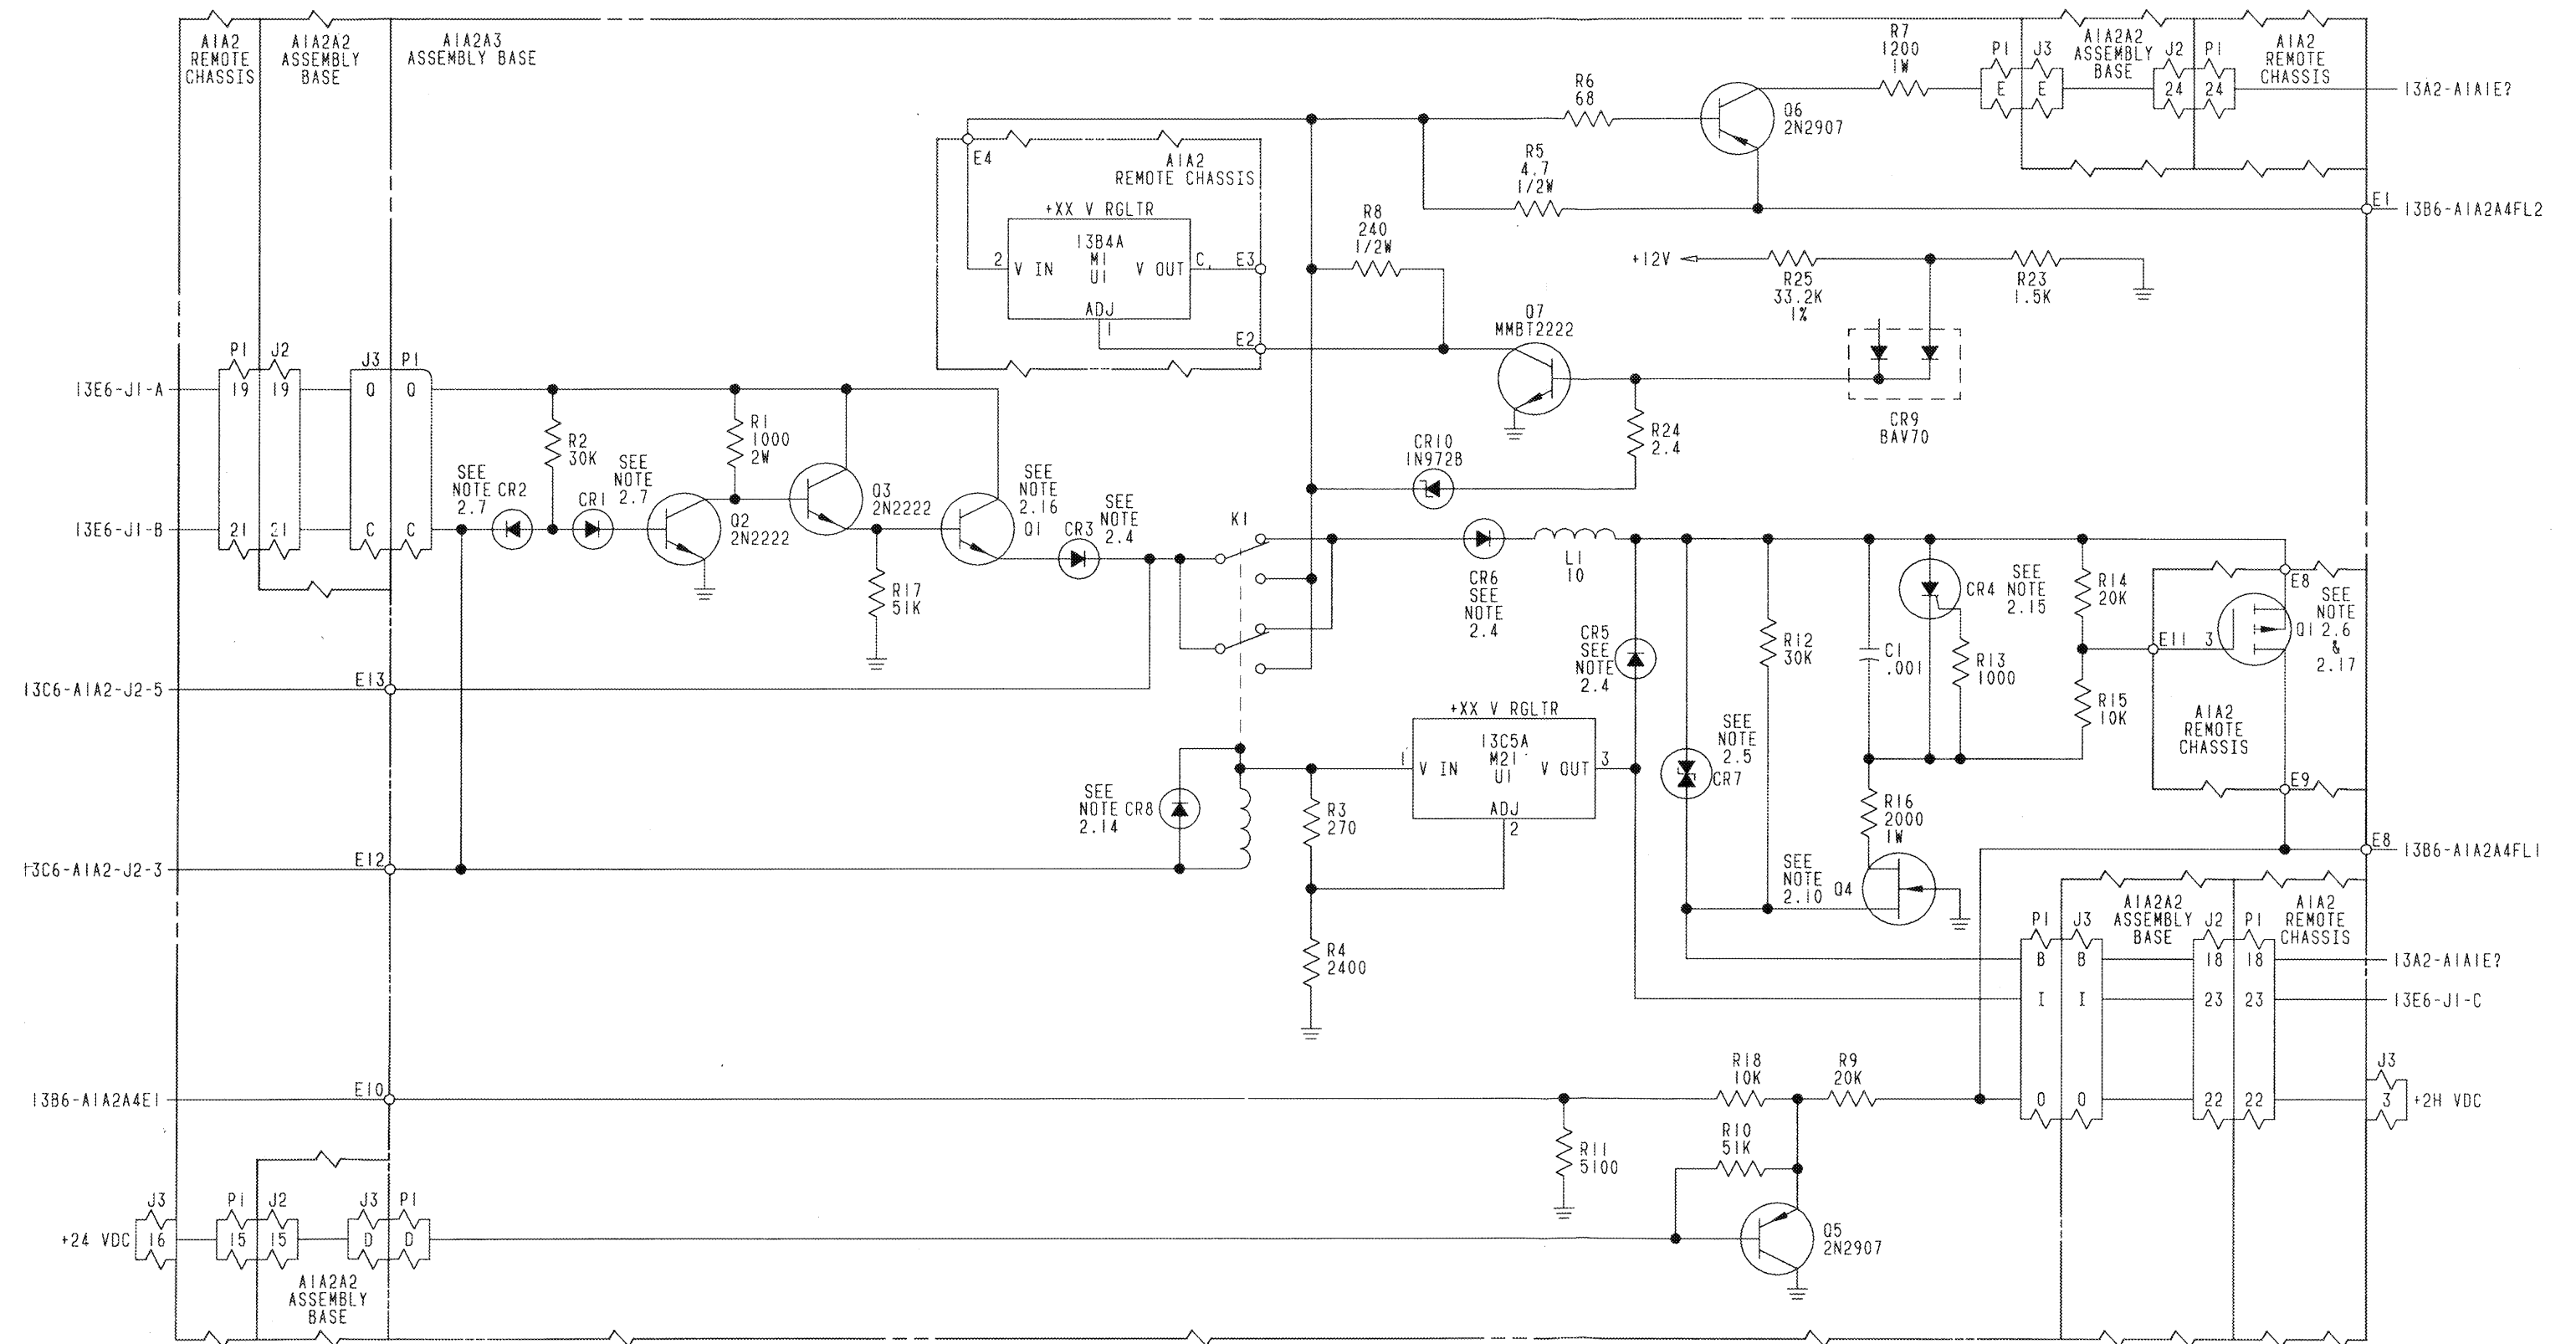 A1A2
REMOTE
CHASSIS
A1A2A2
ASSEMBLY
BASE
A1A2A3
ASSEMBLY BASE
R7
1200
1W
P1
J3
A1A2A2
ASSEMBLY
BASE
J2
P1
A1A2
REMOTE
CHASSIS
E
E
24
24
13A2-A1A1E?
R6
68
Q6
2N2907
E4
A1A2
REMOTE CHASSIS
R5
4.7
1/2W
E1
13B6-A1A2A4FL2
+XX V RGLTR
13B4A
M1
U1
2
V IN
V OUT
C
E3
ADJ
1
E2
R8
240
1/2W
+12V
R25
33.2K
1%
R23
1.5K
Q7
MMBT2222
CR9
BAV70
R24
2.4
CR10
1N972B
P1
J2
J3
P1
13E6-J1-A
19
19
Q
Q
R2
30K
R1
1000
2W
SEE
NOTE
2.7
CR2
SEE
NOTE
2.7
CR1
13E6-J1-B
21
21
C
C
Q2
2N2222
Q3
2N2222
SEE
NOTE
2.16
Q1
CR3
SEE
NOTE
2.4
R17
51K
K1
CR6
SEE
NOTE
2.4
L1
10
CR5
SEE
NOTE
2.4
R12
30K
C1
.001
CR4
SEE
NOTE
2.15
R13
1000
R14
20K
R15
10K
E8
E11
3
Q1
SEE
NOTE
2.6
&
2.17
A1A2
REMOTE
CHASSIS
E9
13C6-A1A2-J2-5
E13
+XX V RGLTR
13C5A
M21
U1
1
V IN
V OUT
3
ADJ
2
SEE
NOTE
2.5
CR7
SEE
NOTE
2.14
CR8
R3
270
R16
2000
1W
13C6-A1A2-J2-3
E12
SEE
NOTE
2.10
Q4
E8
13B6-A1A2A4FL1
R4
2400
P1
J3
A1A2A2
ASSEMBLY
BASE
J2
P1
A1A2
REMOTE
CHASSIS
B
B
18
18
13A2-A1A1E?
I
I
23
23
13E6-J1-C
13B6-A1A2A4E1
E10
R18
10K
R9
20K
O
O
22
22
J3
3
+2H VDC
R11
5100
R10
51K
Q5
2N2907
J3
P1
J2
J3
P1
+24 VDC
16
15
15
D
D
A1A2A2
ASSEMBLY
BASE